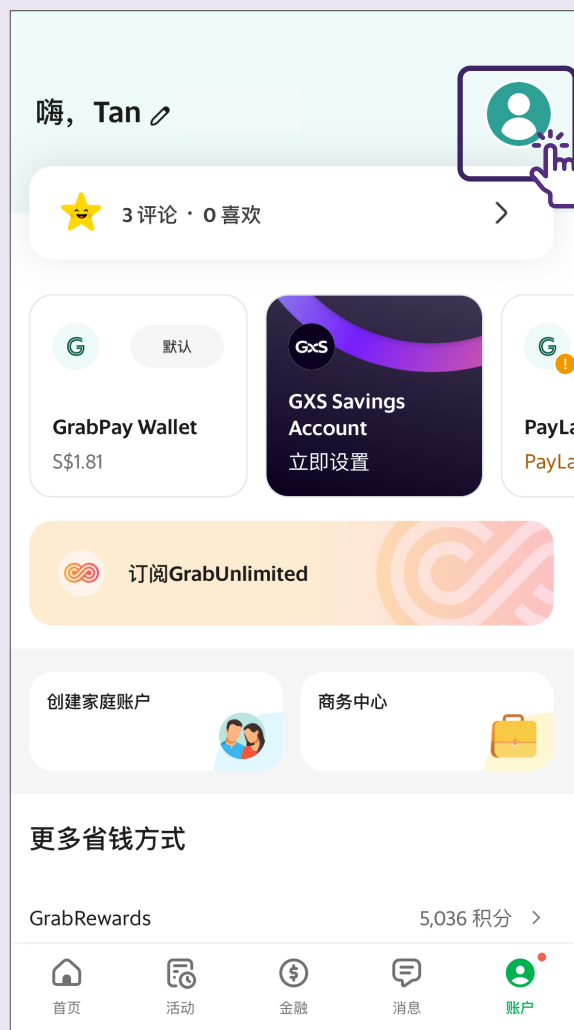 嗨，Tan
3 评论 · 0 喜欢
默认
GrabPay Wallet
S$1.81
GXS
GXS Savings
Account
立即设置
PayLa
PayLa
订阅GrabUnlimited
创建家庭账户
商务中心
更多省钱方式
GrabRewards
5,036 积分
首页
活动
金融
消息
账户